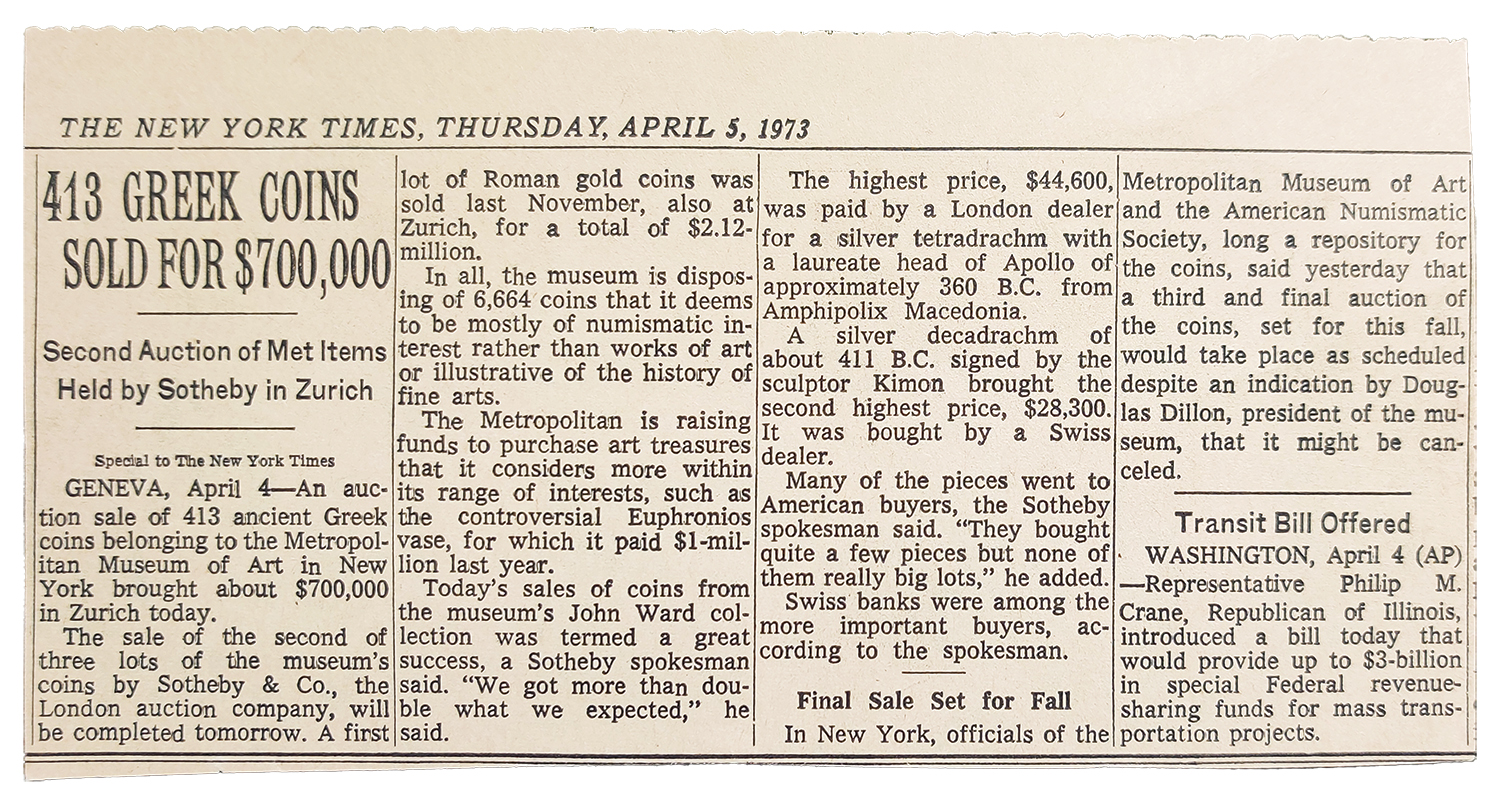 THE NEW YORK TIMES, THURSDAY, APRIL 5, 1973
413 GREEK COINS
SOLD FOR $700,000
Second Auction of Met Items
Held by Sotheby in Zurich
Special to The New York Times
GENEVA, April 4—An auc-
tion sale of 413 ancient Greek
coins belonging to the Metropol-
itan Museum of Art in New
York brought about $700,000
in Zurich today.
The sale of the second of
three lots of the museum's
coins by Sotheby & Co., the
London auction company, will
be completed tomorrow. A first
lot of Roman gold coins was
sold last November, also at
Zurich, for a total of $2.12-
million.
In all, the museum is dispos-
ing of 6,664 coins that it deems
to be mostly of numismatic in-
terest rather than works of art
or illustrative of the history of
fine arts.
The Metropolitan is raising
funds to purchase art treasures
that it considers more within
its range of interests, such as
the controversial Euphronios
vase, for which it paid $1-mil-
lion last year.
Today's sales of coins from
the museum's John Ward col-
lection was termed a great
success, a Sotheby spokesman
said. "We got more than dou-
ble what we expected," he
said.
The highest price, $44,600,
was paid by a London dealer
for a silver tetradrachm with
a laureate head of Apollo of
approximately 360 B.C. from
Amphipolix Macedonia.
A silver decadrachm of
about 411 B.C. signed by the
sculptor Kimon brought the
second highest price, $28,300.
It was bought by a Swiss
dealer.
Many of the pieces went to
American buyers, the Sotheby
spokesman said. "They bought
quite a few pieces but none of
them really big lots," he added.
Swiss banks were among the
more important buyers, ac-
cording to the spokesman.
Final Sale Set for Fall
In New York, officials of the
Metropolitan Museum of Art
and the American Numismatic
Society, long a repository for
the coins, said yesterday that
a third and final auction of
the coins, set for this fall,
would take place as scheduled
despite an indication by Doug-
las Dillon, president of the mu-
seum, that it might be can-
celed.
Transit Bill Offered
WASHINGTON, April 4 (AP)
—Representative Philip M.
Crane, Republican of Illinois,
introduced a bill today that
would provide up to $3-billion
in special Federal revenue-
sharing funds for mass trans-
portation projects.